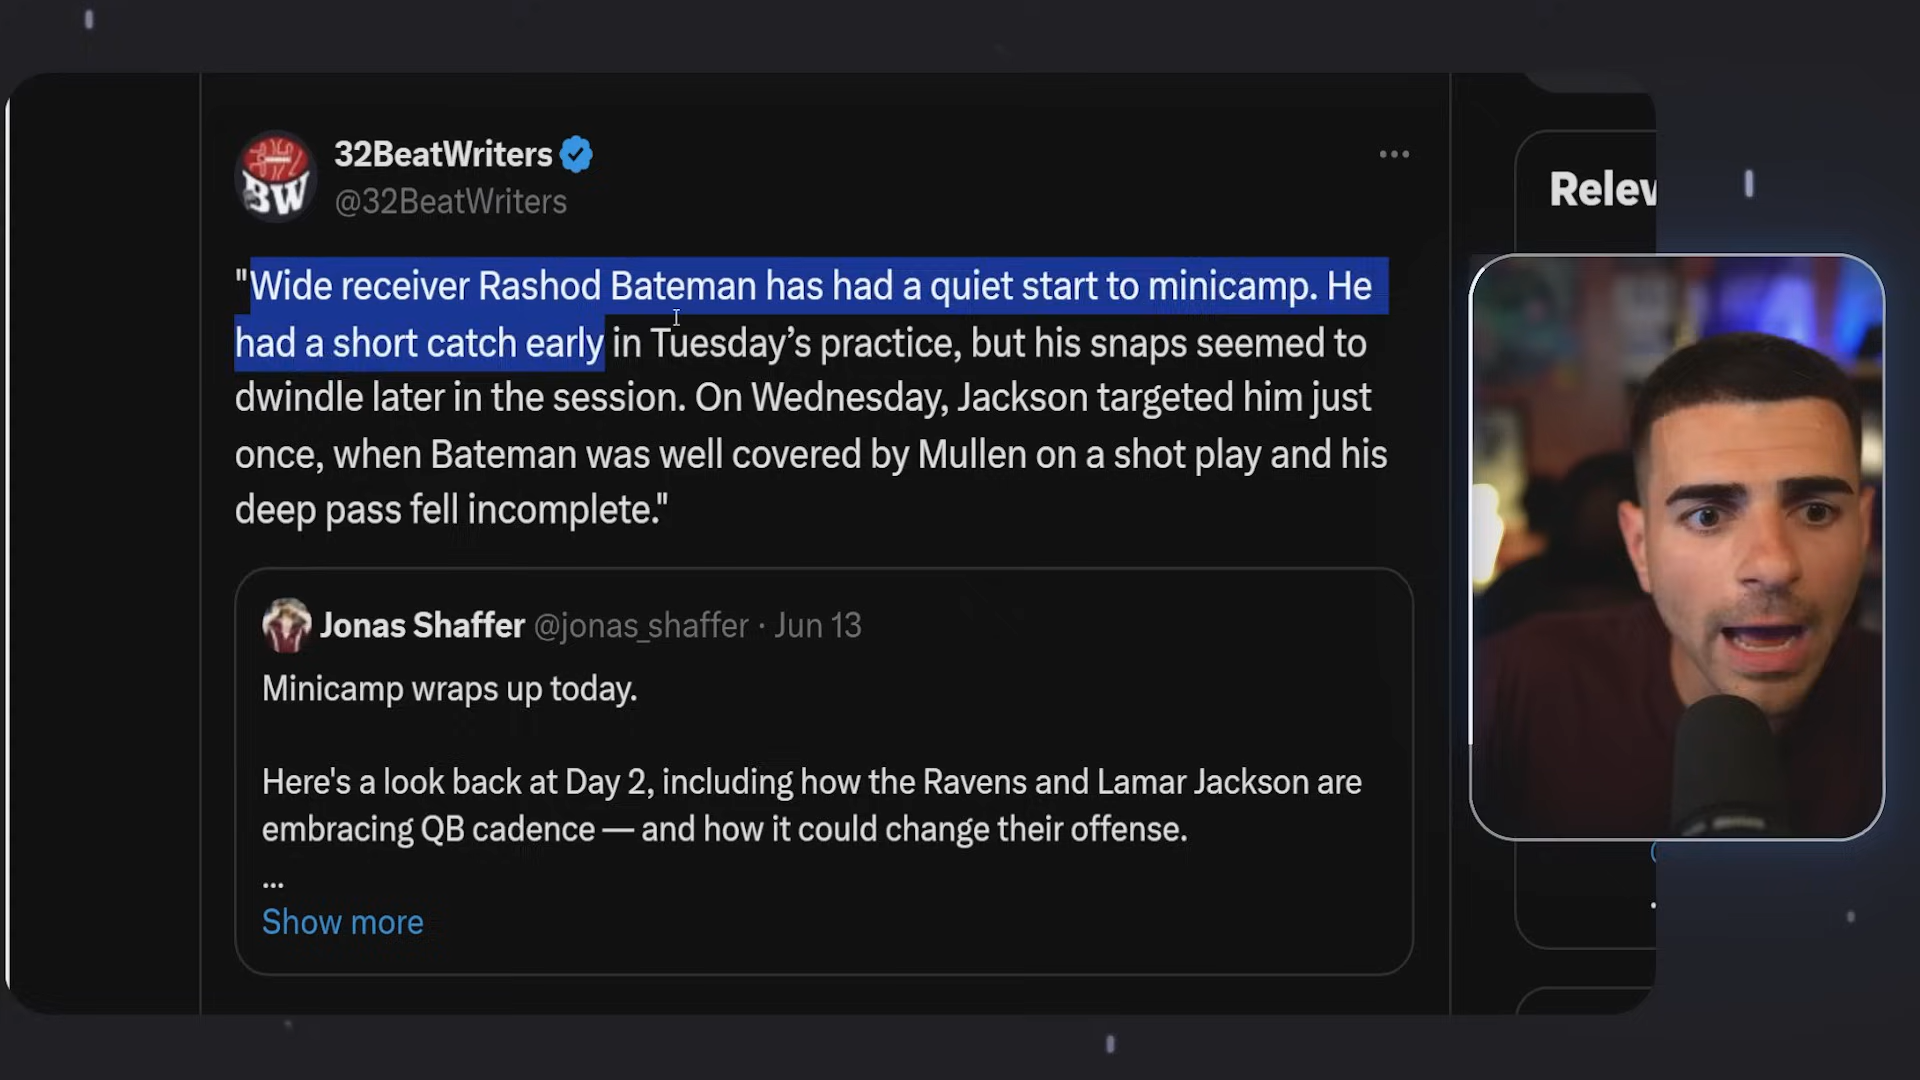 32BeatWriters
@32BeatWriters
BW
"Wide receiver Rashod Bateman has had a quiet start to minicamp. He
had a short catch early in Tuesday’s practice, but his snaps seemed to
dwindle later in the session. On Wednesday, Jackson targeted him just
once, when Bateman was well covered by Mullen on a shot play and his
deep pass fell incomplete."
Jonas Shaffer @jonas_shaffer · Jun 13
Minicamp wraps up today.
Here's a look back at Day 2, including how the Ravens and Lamar Jackson are
embracing QB cadence — and how it could change their offense.
...
Show more
Relev